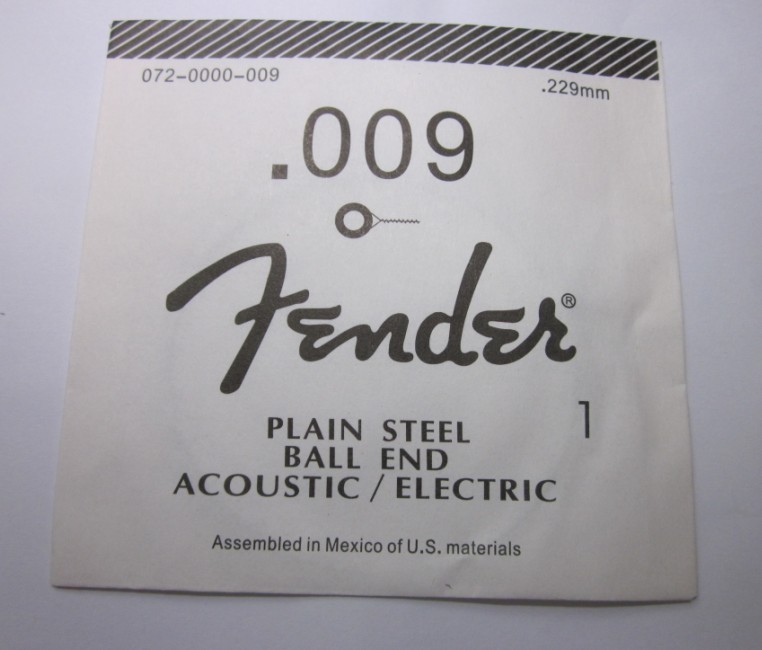 072-0000-009
.229mm
.009
Fender®
1
PLAIN STEEL
BALL END
ACOUSTIC / ELECTRIC
Assembled in Mexico of U.S. materials